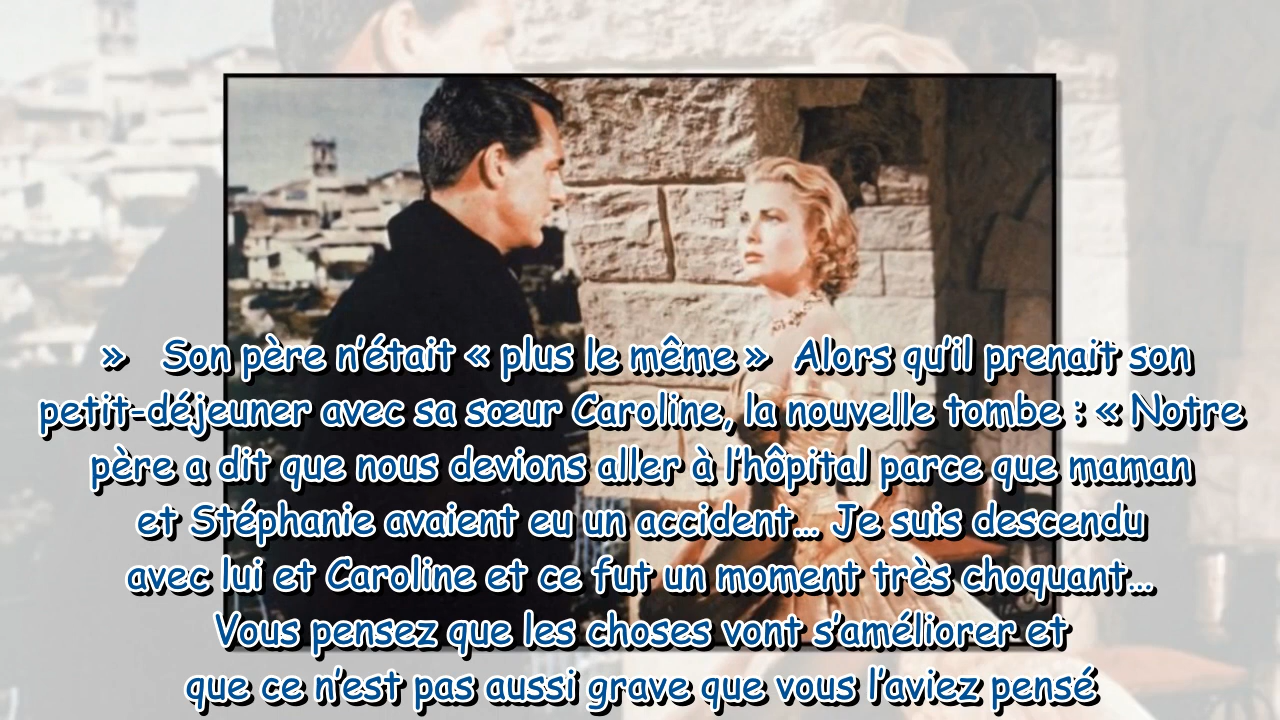 »   Son père n’était « plus le même »  Alors qu’il prenait son
petit-déjeuner avec sa sœur Caroline, la nouvelle tombe : « Notre
père a dit que nous devions aller à l’hôpital parce que maman
et Stéphanie avaient eu un accident… Je suis descendu
avec lui et Caroline et ce fut un moment très choquant…
Vous pensez que les choses vont s’améliorer et
que ce n’est pas aussi grave que vous l’aviez pensé